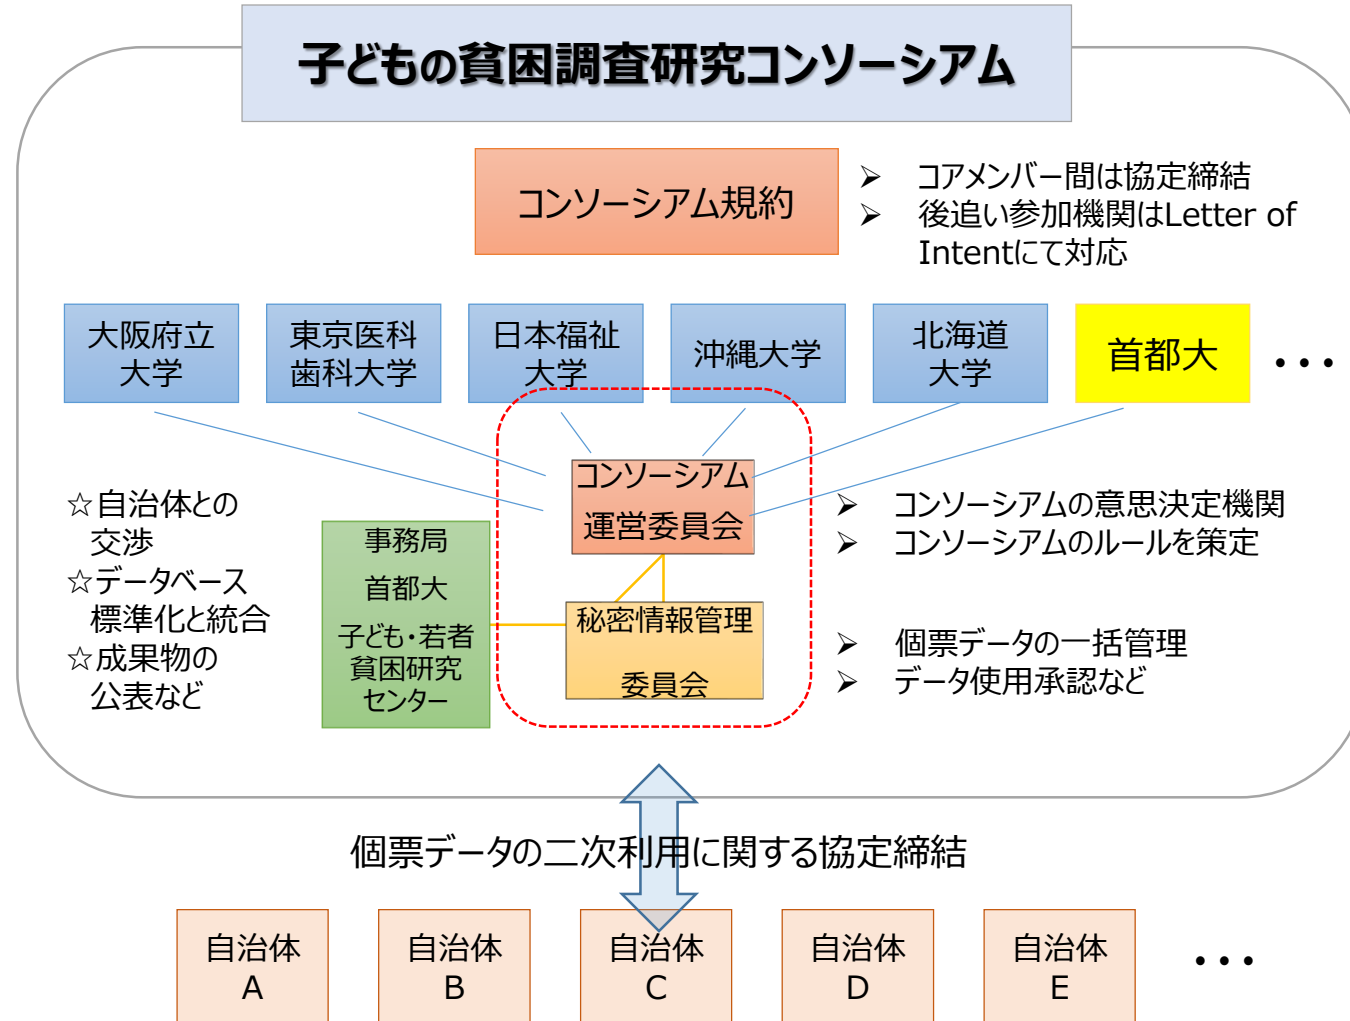 子どもの貧困調査研究コンソーシアム
コンソーシアム規約
➢ コアメンバー間は協定締結
➢ 後追い参加機関はLetter of
Intentにて対応
大阪府立
大学
東京医科
歯科大学
日本福祉
大学
沖縄大学
北海道
大学
首都大
・・・
コンソーシアム
運営委員会
➢ コンソーシアムの意思決定機関
➢ コンソーシアムのルールを策定
☆自治体との
交渉
☆データベース
標準化と統合
☆成果物の
公表など
事務局
首都大
子ども・若者
貧困研究
センター
秘密情報管理
委員会
➢ 個票データの一括管理
➢ データ使用承認など
個票データの二次利用に関する協定締結
自治体
A
自治体
B
自治体
C
自治体
D
自治体
E
・・・